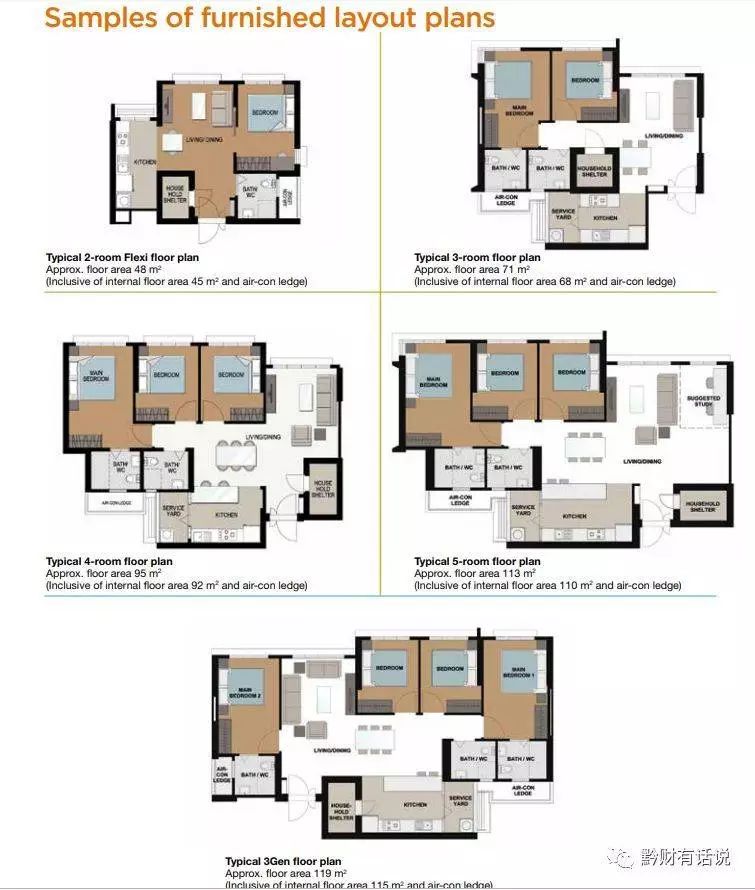 Samples of furnished layout plans
BEDROOM
LIVING/DINING
KITCHEN
HOUSE
HOLD
SHELTER
BATH/
WC
AIR-CON
LEDGE
Typical 2-room Flexi floor plan
Approx. floor area 48 m²
(Inclusive of internal floor area 45 m² and air-con ledge)
MAIN
BEDROOM
BEDROOM
LIVING/DINING
BATH / WC
BATH / WC
HOUSEHOLD
SHELTER
AIR-CON
LEDGE
SERVICE
YARD
KITCHEN
Typical 3-room floor plan
Approx. floor area 71 m²
(Inclusive of internal floor area 68 m² and air-con ledge)
MAIN
BEDROOM
BEDROOM
BEDROOM
LIVING/DINING
BATH/
WC
BATH/
WC
HOUSE
HOLD
SHELTER
AIR-CON LEDGE
SERVICE
YARD
KITCHEN
Typical 4-room floor plan
Approx. floor area 95 m²
(Inclusive of internal floor area 92 m² and air-con ledge)
MAIN
BEDROOM
BEDROOM
BEDROOM
SUGGESTED
STUDY
LIVING/DINING
BATH / WC
BATH / WC
AIR-CON
LEDGE
SERVICE
YARD
KITCHEN
HOUSEHOLD
SHELTER
Typical 5-room floor plan
Approx. floor area 113 m²
(Inclusive of internal floor area 110 m² and air-con ledge)
MAIN
BEDROOM 2
BEDROOM
BEDROOM
MAIN
BEDROOM 1
LIVING/DINING
AIR-
CON
LEDGE
BATH / WC
BATH / WC
BATH / WC
HOUSE-
HOLD
SHELTER
KITCHEN
SERVICE
YARD
AIR-CON
LEDGE
Typical 3Gen floor plan
Approx. floor area 119 m²
(Inclusive of internal floor area 115 m² and air-con ledge)
黔财有话说